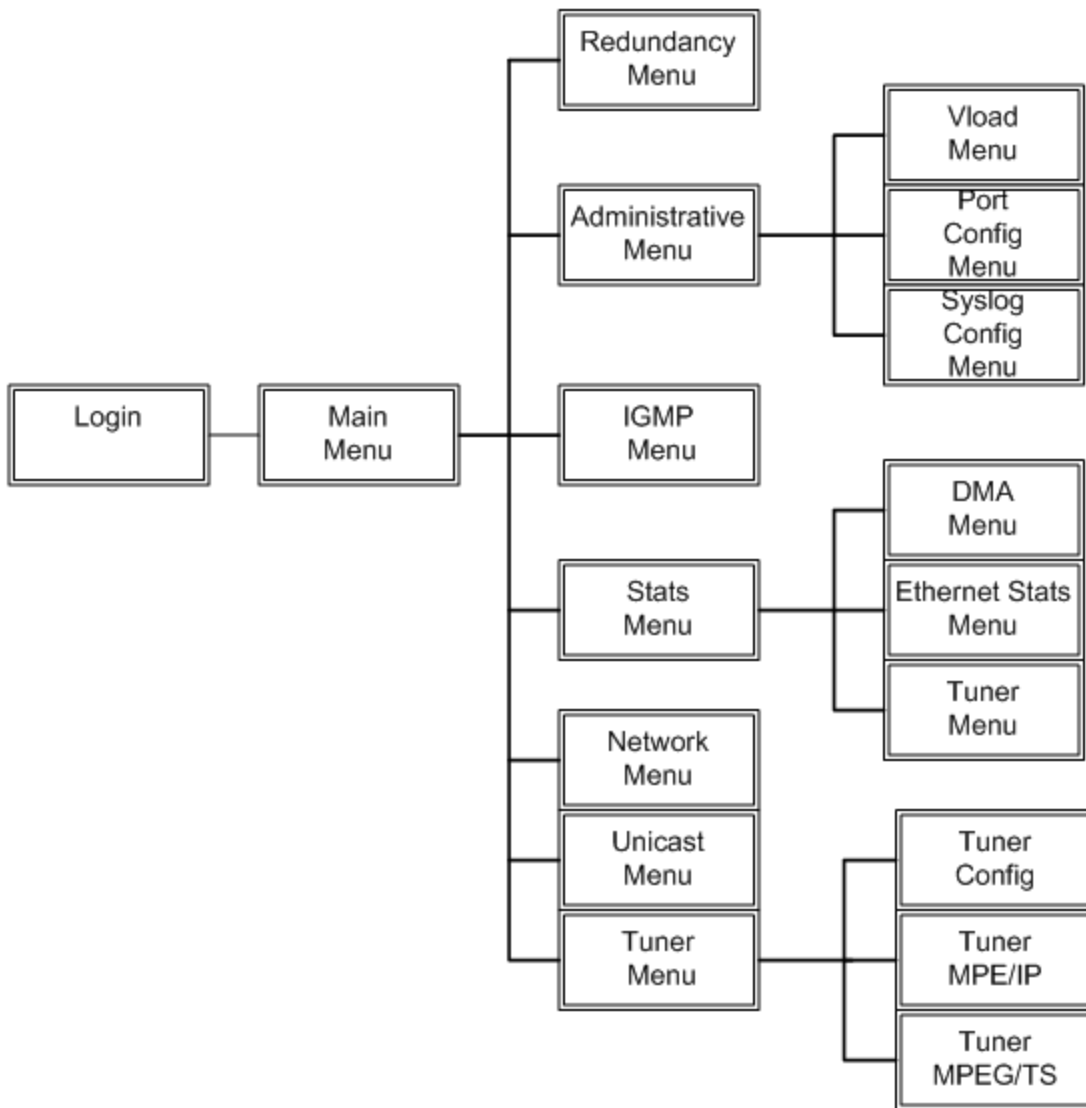 Login
Main
Menu
Redundancy
Menu
Administrative
Menu
Vload
Menu
Port
Config
Menu
Syslog
Config
Menu
IGMP
Menu
Stats
Menu
DMA
Menu
Ethernet Stats
Menu
Tuner
Menu
Network
Menu
Unicast
Menu
Tuner
Menu
Tuner
Config
Tuner
MPE/IP
Tuner
MPEG/TS